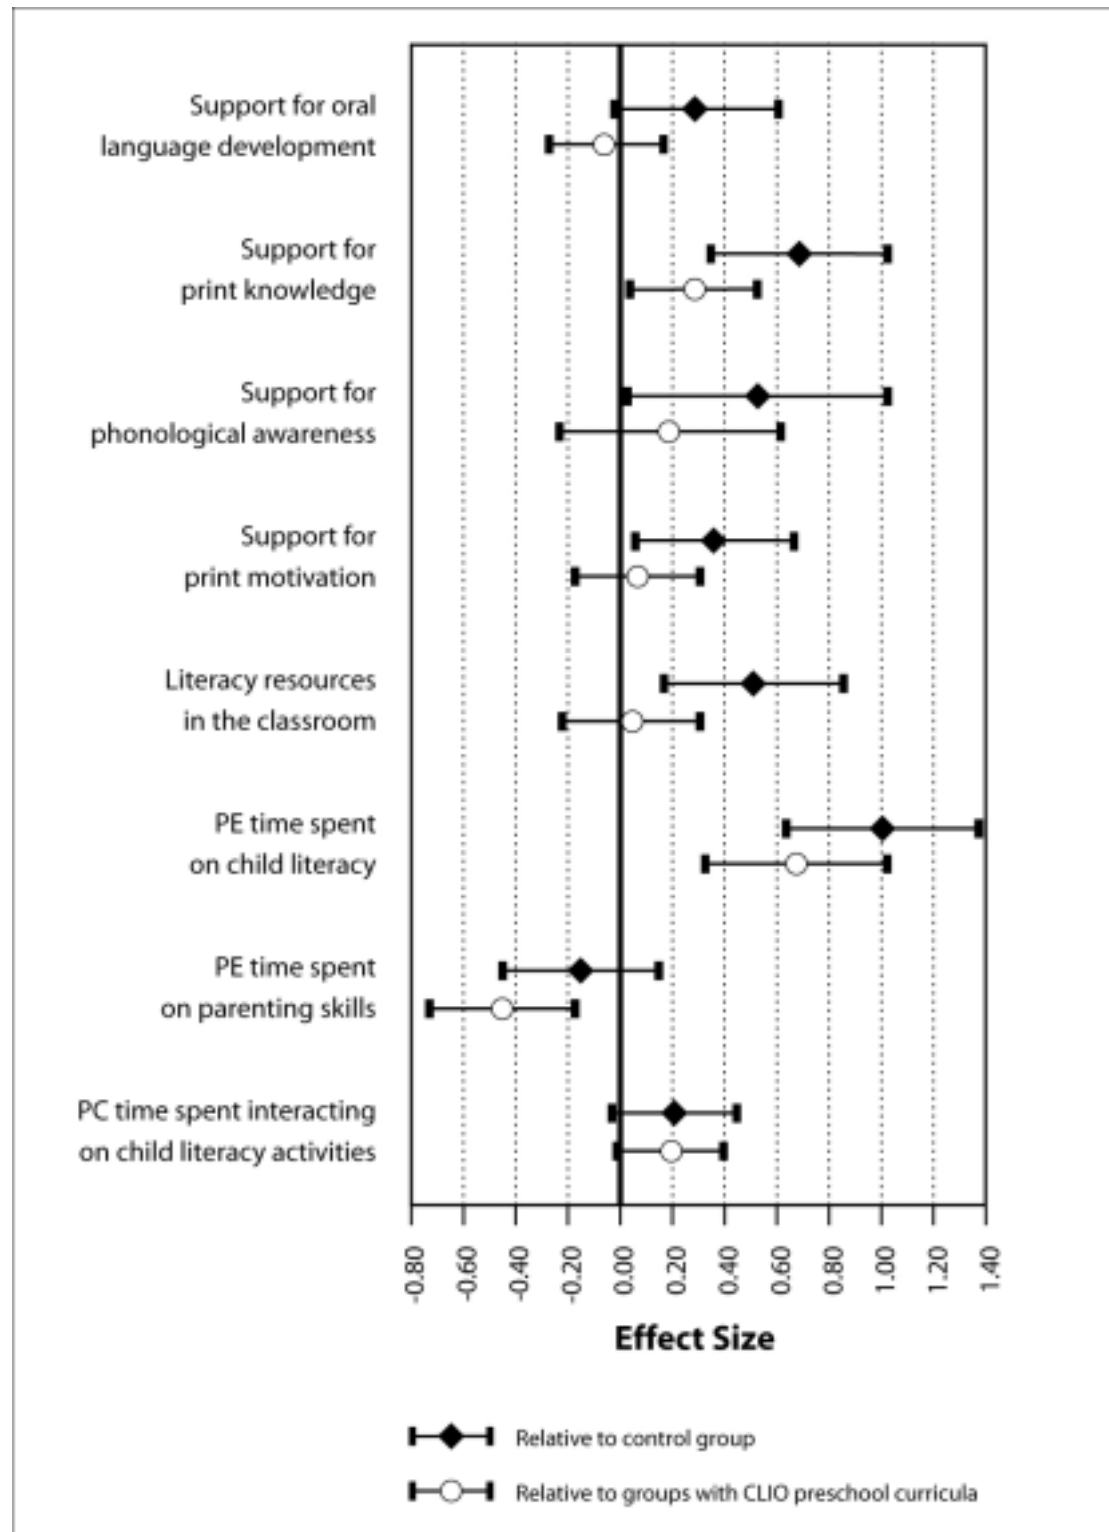 Support for oral
language development
Support for
print knowledge
Support for
phonological awareness
Support for
print motivation
Literacy resources
in the classroom
PE time spent
on child literacy
PE time spent
on parenting skills
PC time spent interacting
on child literacy activities
-0.80 -0.60 -0.40 -0.20 0.00 0.20 0.40 0.60 0.80 1.00 1.20 1.40
Effect Size
Relative to control group
Relative to groups with CLIO preschool curricula